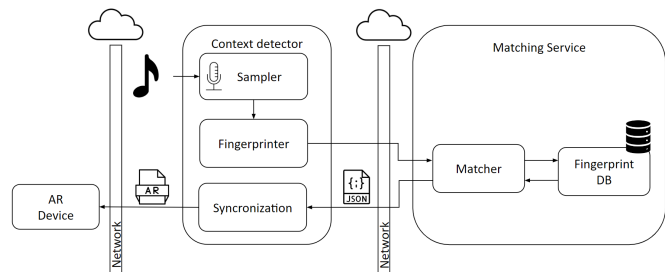 Context detector
Matching Service
Sampler
Fingerprinter
Matcher
Fingerprint
DB
{;}
JSON
AR
Syncronization
AR
Device
Network
Network